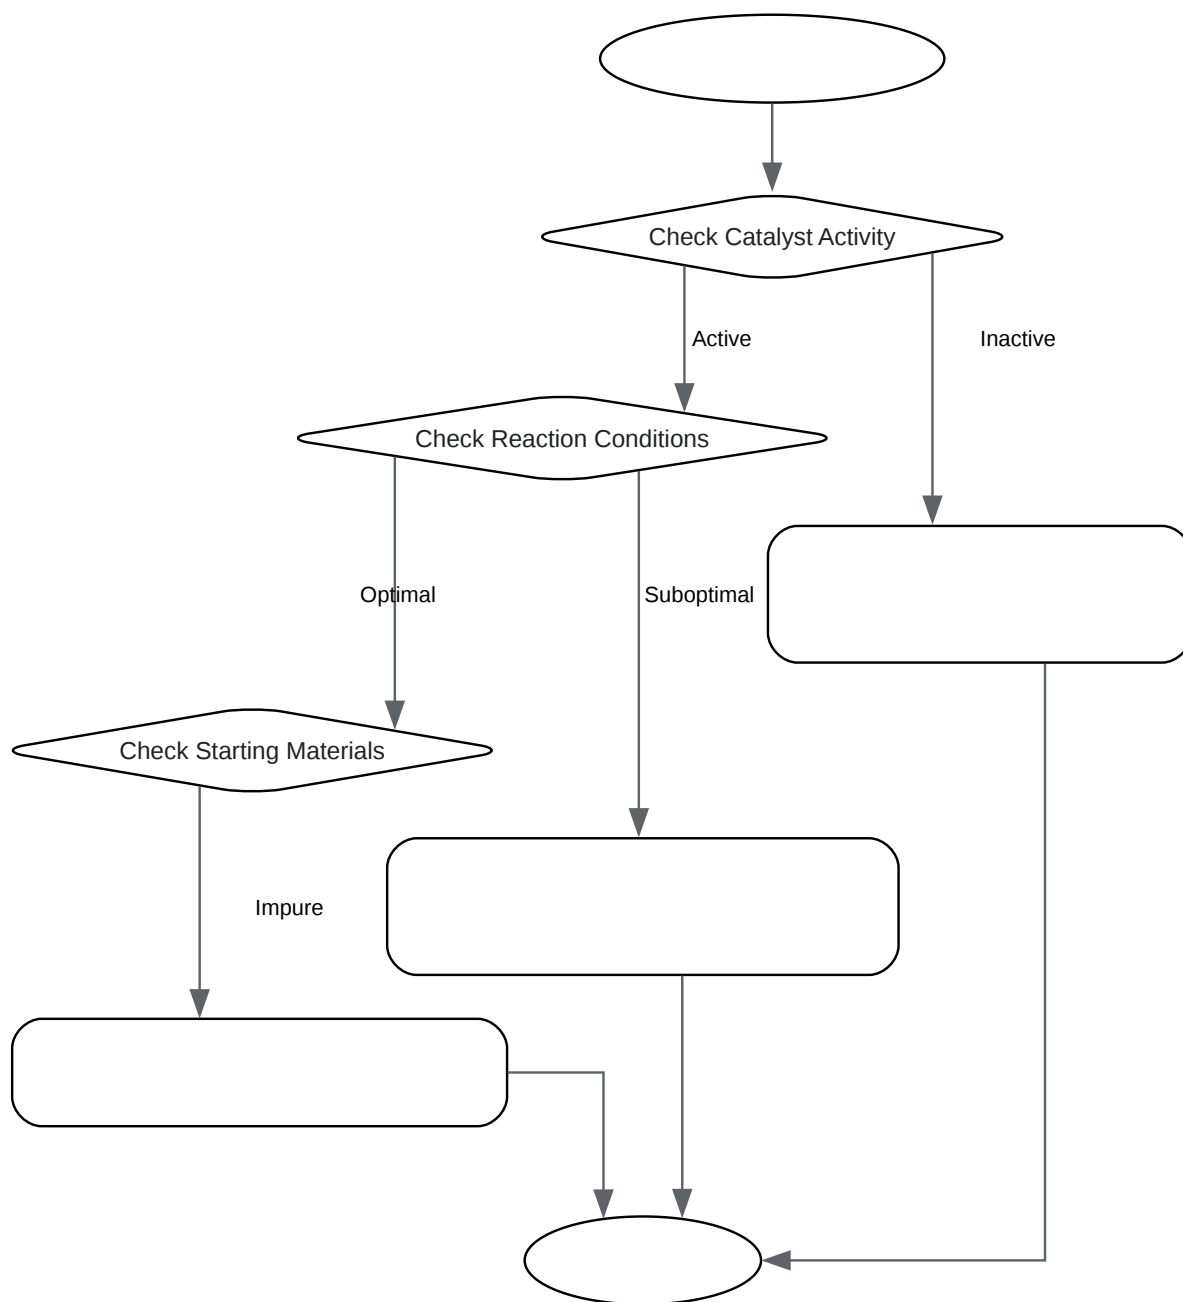 Check Catalyst Activity
Active
Inactive
Check Reaction Conditions
Optimal
Suboptimal
Check Starting Materials
Impure